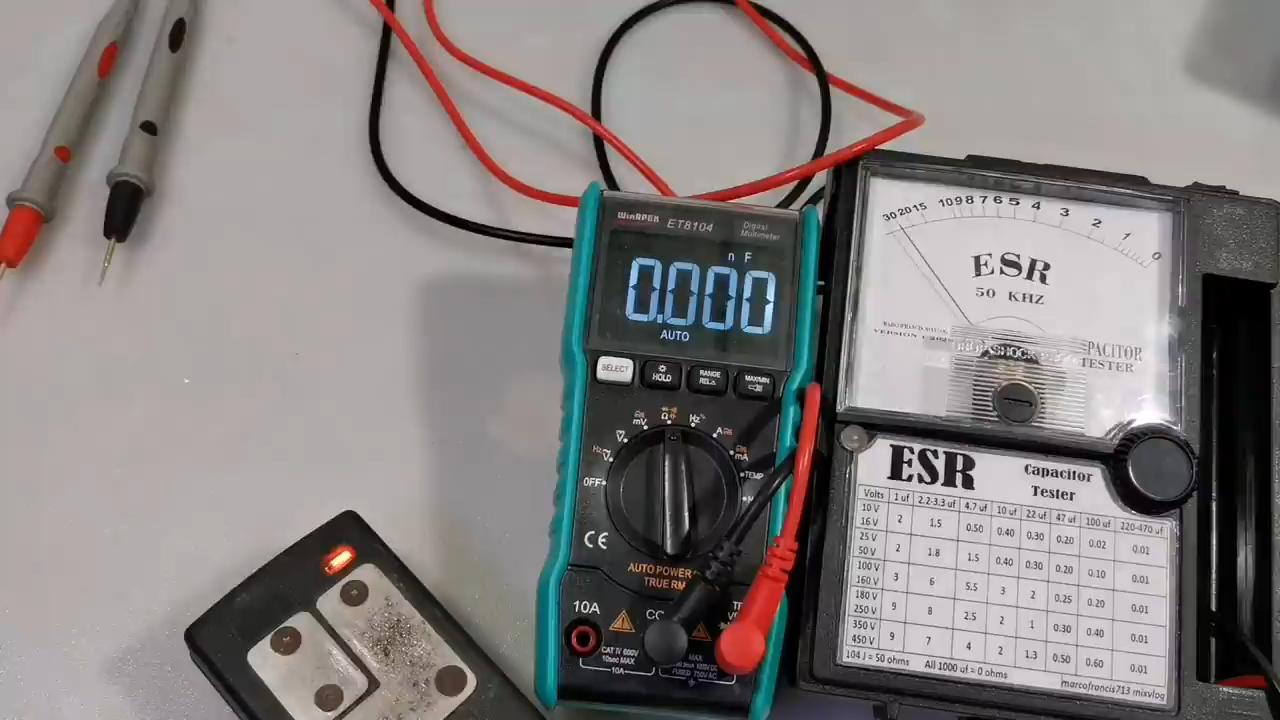 WinAPEX
ET8104
Digital
Multimeter
n F
0.000
AUTO
SELECT
HOLD
RANGE
REL△
MAX/MIN
mV
Ω
Hz%
A
mA
V
Hz
TEMP
OFF
CE
AUTO POWER
TRUE RM
10A
CAT IV 600V
10sec MAX
10A
MAX
FUSED 750V AC
30 20 15 10 9 8 7 6 5 4 3 2 1 0
ESR
50 KHZ
PACITOR
TESTER
ESR
Capacitor
Tester
Volts 1 uf 2.2-3.3 uf 4.7 uf 10 uf 22 uf 47 uf 100 uf 220-470 uf
10 V
16 V 2 1.5 0.50 0.40 0.30 0.20 0.02 0.01
25 V
50 V 2 1.8 1.5 0.40 0.30 0.20 0.10 0.01
100 V
160 V 3 6 5.5 3 2 0.25 0.20 0.01
180 V
250 V 9 8 2.5 2 1 0.30 0.40 0.01
350 V
450 V 9 7 4 2 1.3 0.50 0.60 0.01
104 J = 50 ohms All 1000 uf = 0 ohms
marcofrancis713 mixvlog